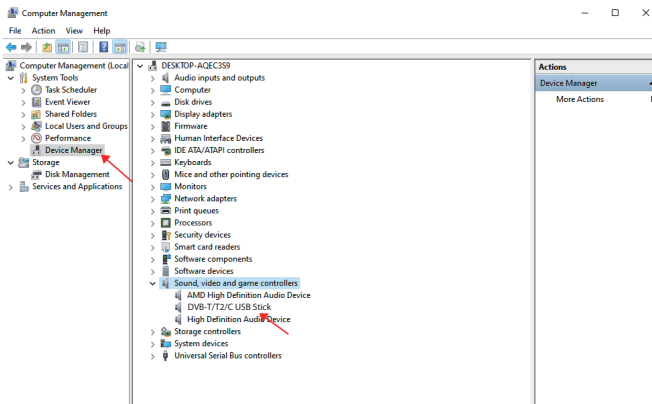 Computer Management
File Action View Help
Computer Management (Local
System Tools
Task Scheduler
Event Viewer
Shared Folders
Local Users and Groups
Performance
Device Manager
Storage
Disk Management
Services and Applications
DESKTOP-AQEC3S9
Audio inputs and outputs
Computer
Disk drives
Display adapters
Firmware
Human Interface Devices
IDE ATA/ATAPI controllers
Keyboards
Mice and other pointing devices
Monitors
Network adapters
Print queues
Processors
Security devices
Smart card readers
Software components
Software devices
Sound, video and game controllers
AMD High Definition Audio Device
DVB-T/T2/C USB Stick
High Definition Audio Device
Storage controllers
System devices
Universal Serial Bus controllers
Actions
Device Manager
More Actions